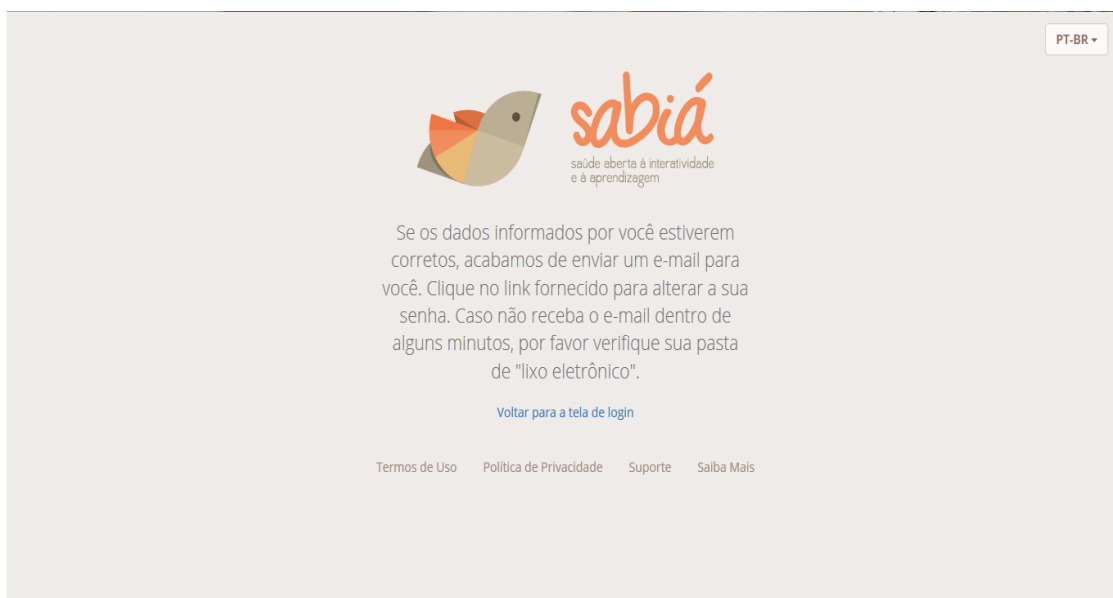 PT-BR
sabiá
saúde aberta à interatividade
e à aprendizagem
Se os dados informados por você estiverem
corretos, acabamos de enviar um e-mail para
você. Clique no link fornecido para alterar a sua
senha. Caso não receba o e-mail dentro de
alguns minutos, por favor verifique sua pasta
de "lixo eletrônico".
Voltar para a tela de login
Termos de Uso Política de Privacidade Suporte Saiba Mais